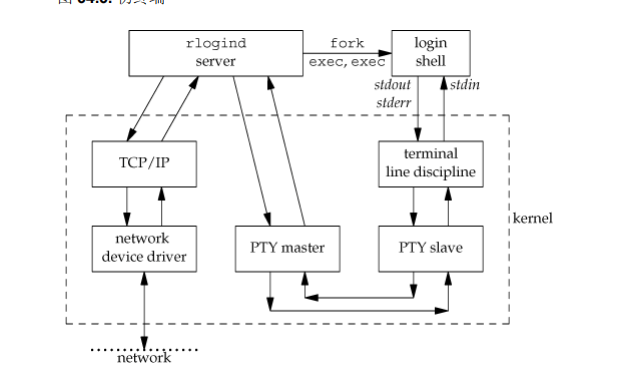 rlogind
server
fork
exec, exec
login
shell
stdout
stderr
stdin
TCP/IP
terminal
line discipline
kernel
network
device driver
PTY master
PTY slave
network